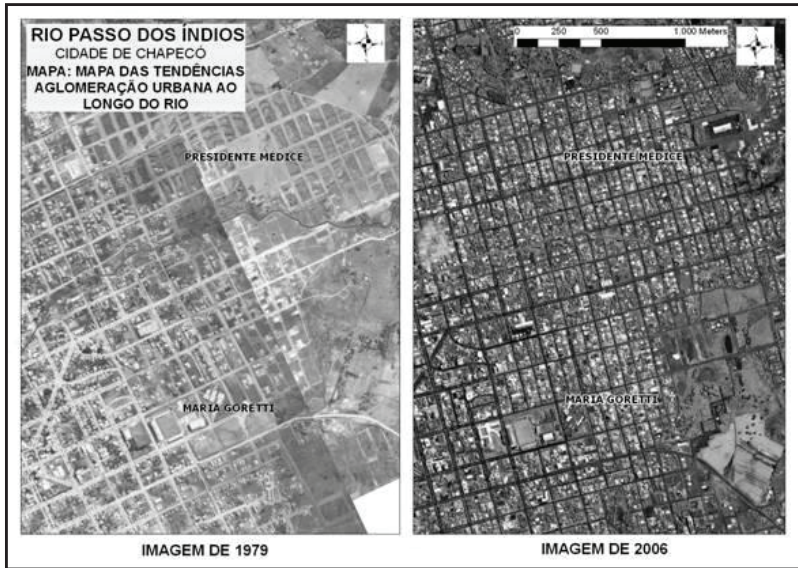 RIO PASSO DOS ÍNDIOS
CIDADE DE CHAPECÓ
MAPA: MAPA DAS TENDÊNCIAS
AGLOMERAÇÃO URBANA AO
LONGO DO RIO
PRESIDENTE MEDICE
MARIA GORETTI
IMAGEM DE 1979
0 250 500 1.000 Meters
PRESIDENTE MEDICE
MARIA GORETTI
IMAGEM DE 2006